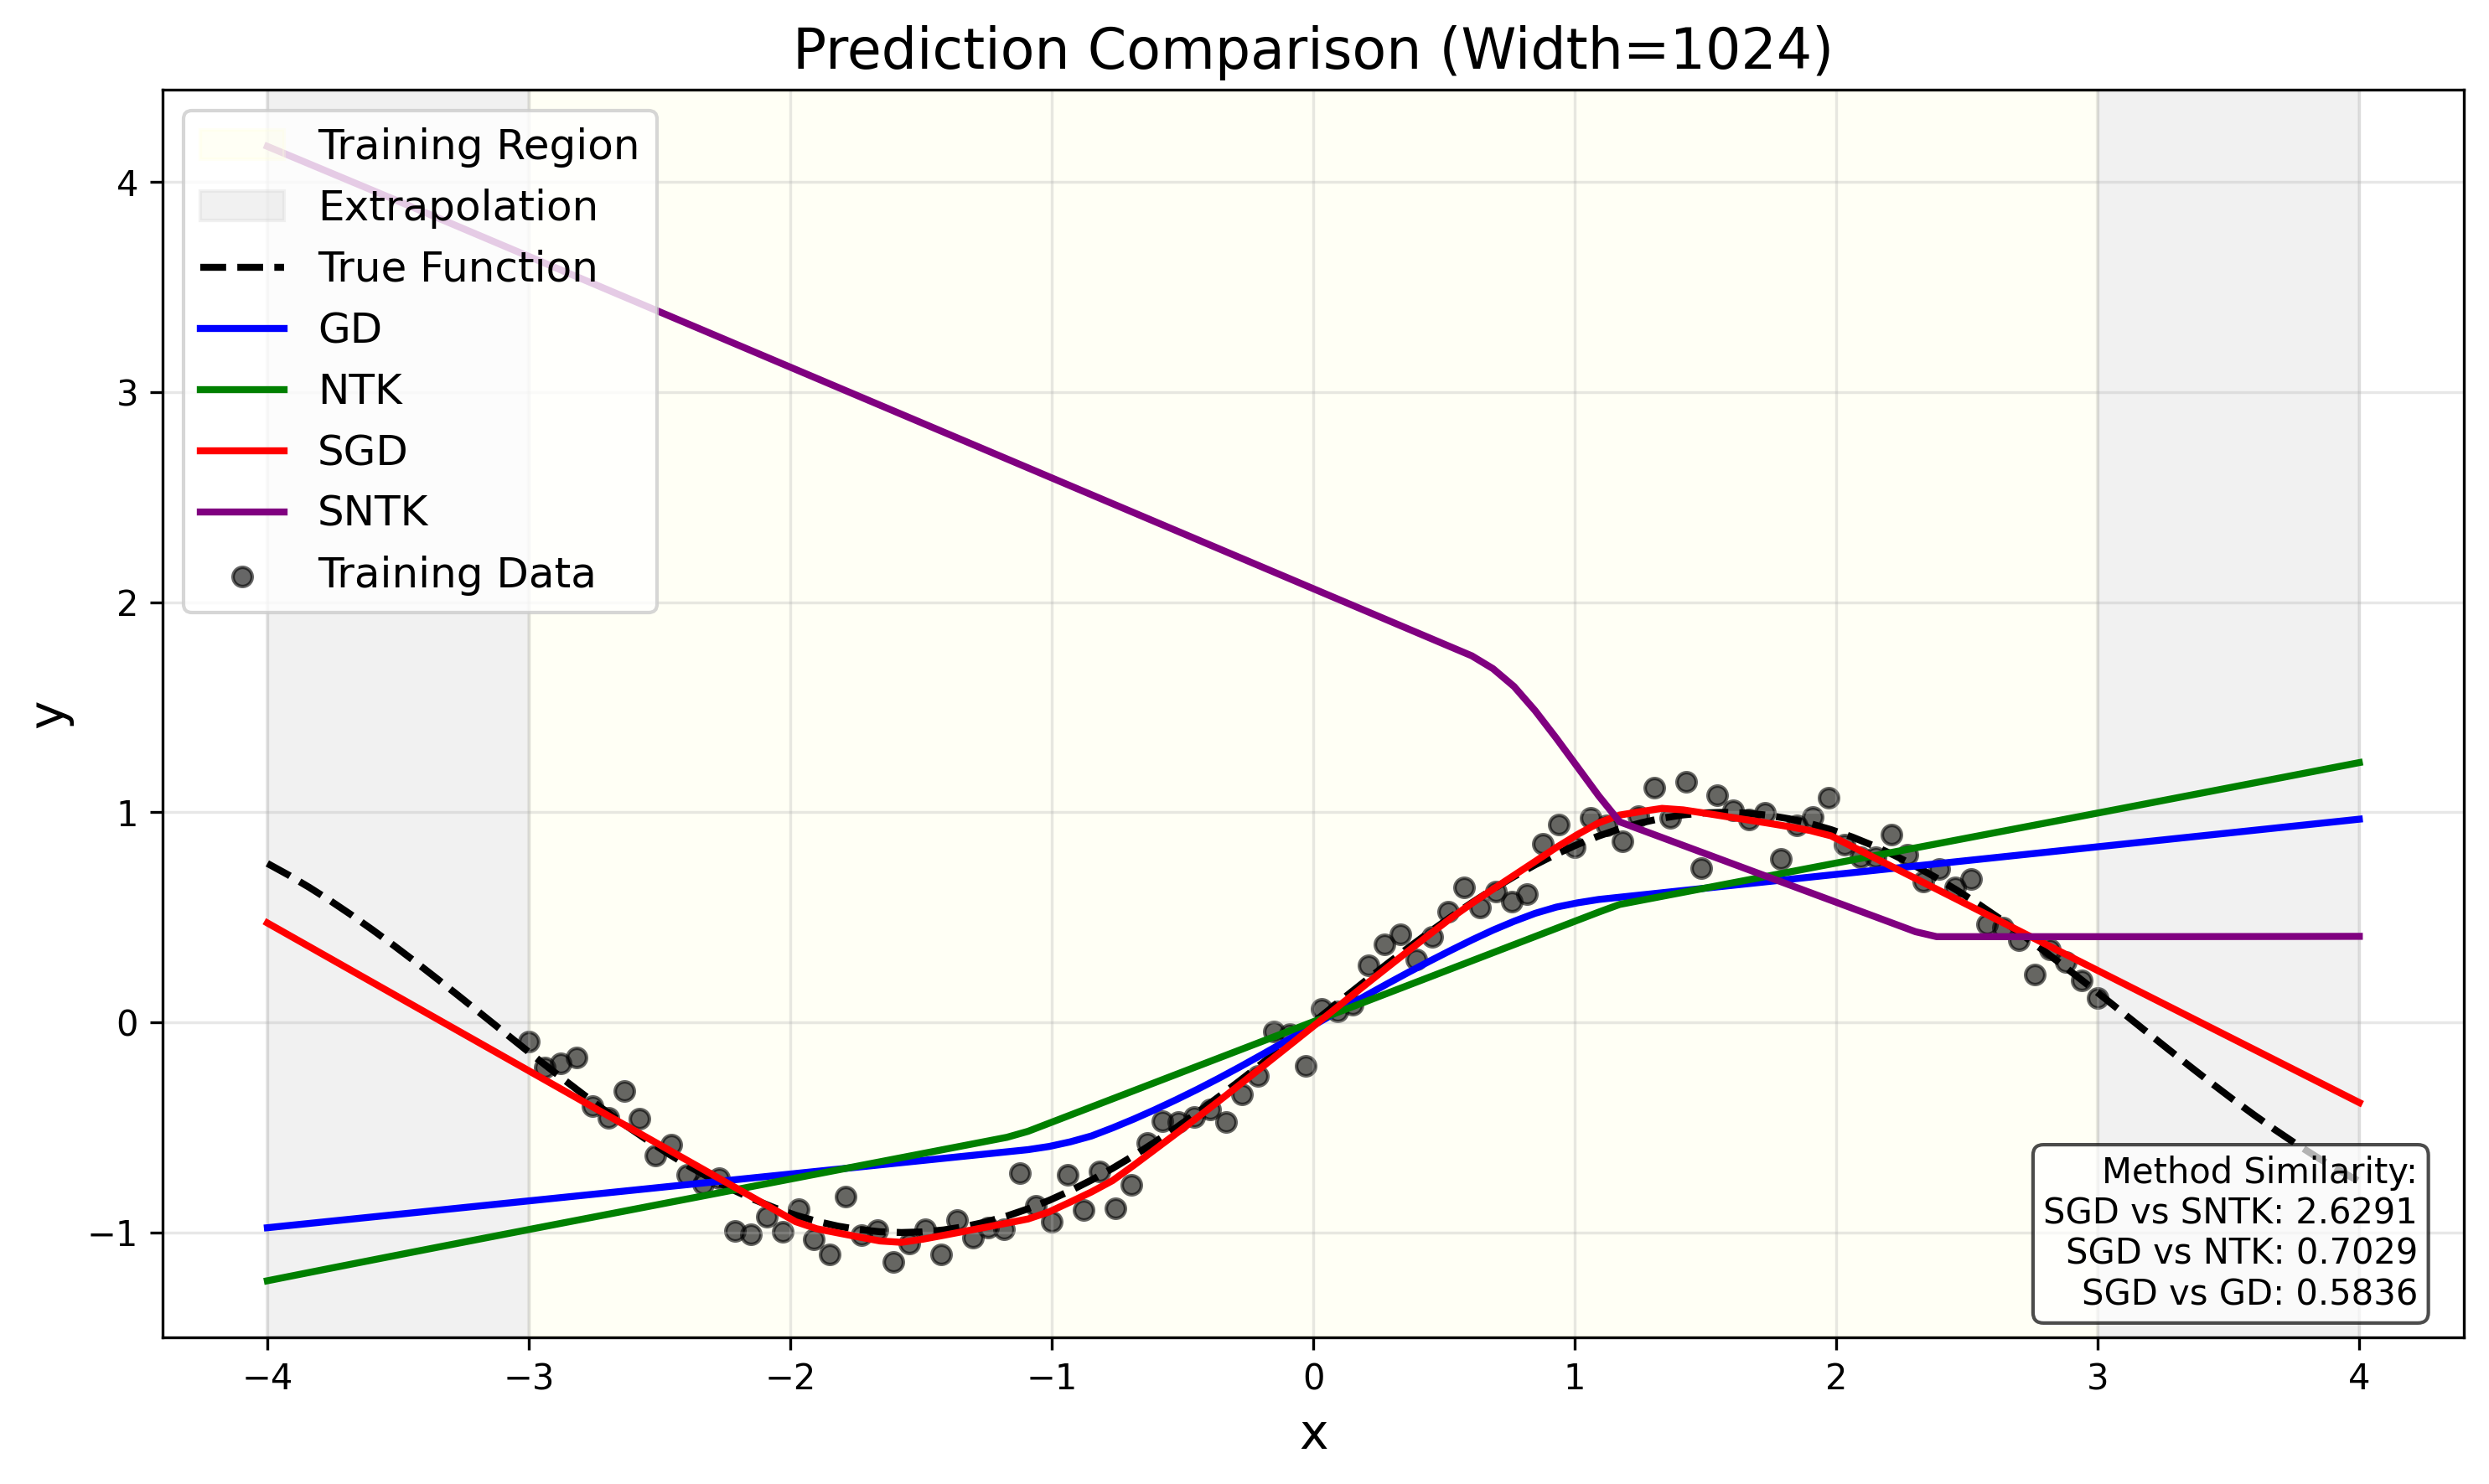 Prediction Comparison (Width=1024)
Training Region
Extrapolation
True Function
GD
NTK
SGD
SNTK
Training Data
4
3
2
1
0
−1
y
Method Similarity:
SGD vs SNTK: 2.6291
SGD vs NTK: 0.7029
SGD vs GD: 0.5836
−4 −3 −2 −1 0 1 2 3 4
x